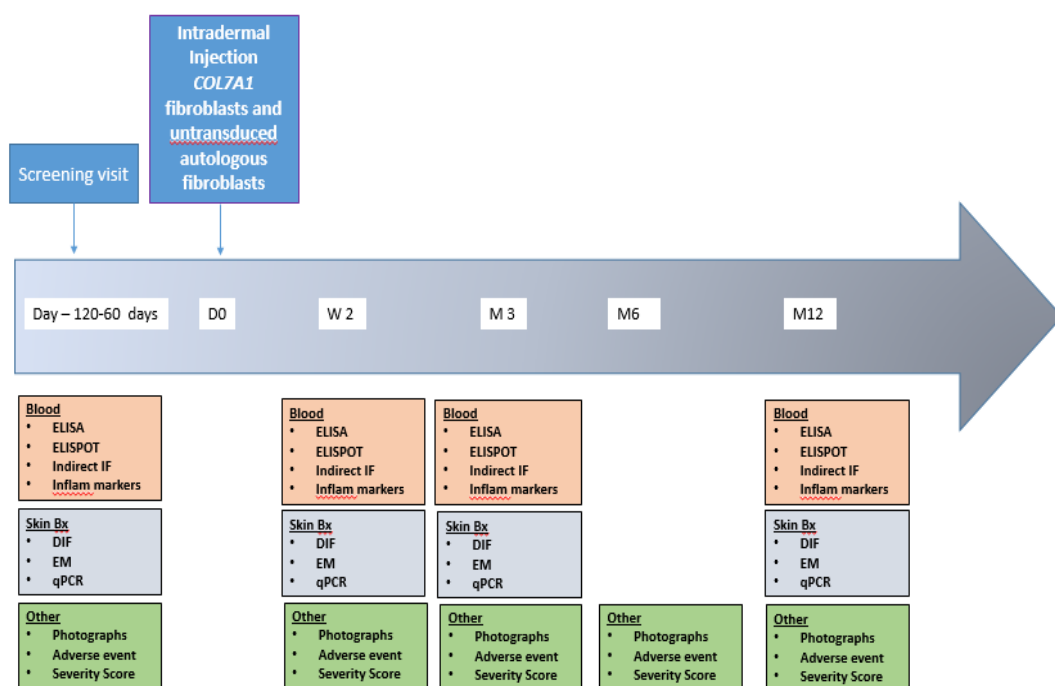 Intradermal
Injection
COL7A1
fibroblasts and
untransduced
autologous
fibroblasts
Screening visit
Day – 120-60  days
D0
W 2
M 3
M6
M12
Blood
• ELISA
• ELISPOT
• Indirect IF
• Inflam markers
Skin Bx
• DIF
• EM
• qPCR
Other
• Photographs
• Adverse event
• Severity Score
Blood
• ELISA
• ELISPOT
• Indirect IF
• Inflam markers
Skin Bx
• DIF
• EM
• qPCR
Other
• Photographs
• Adverse event
• Severity Score
Blood
• ELISA
• ELISPOT
• Indirect IF
• Inflam markers
Skin Bx
• DIF
• EM
• qPCR
Other
• Photographs
• Adverse event
• Severity Score
Other
• Photographs
• Adverse event
• Severity Score
Blood
• ELISA
• ELISPOT
• Indirect IF
• Inflam markers
Skin Bx
• DIF
• EM
• qPCR
Other
• Photographs
• Adverse event
• Severity Score